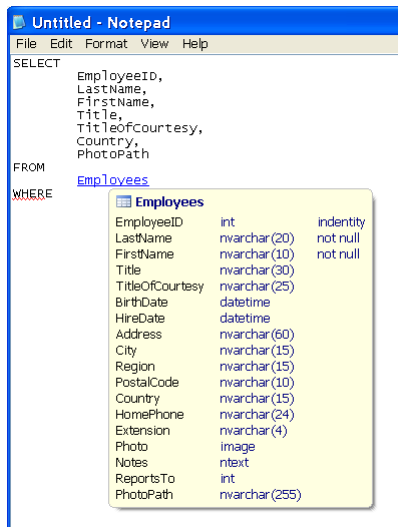 Untitled - Notepad
File Edit Format View Help
SELECT
EmployeeID,
LastName,
FirstName,
Title,
TitleOfCourtesy,
Country,
PhotoPath
FROM
Employees
WHERE
Employees
EmployeeID int indentity
LastName nvarchar(20) not null
FirstName nvarchar(10) not null
Title nvarchar(30)
TitleOfCourtesy nvarchar(25)
BirthDate datetime
HireDate datetime
Address nvarchar(60)
City nvarchar(15)
Region nvarchar(15)
PostalCode nvarchar(10)
Country nvarchar(15)
HomePhone nvarchar(24)
Extension nvarchar(4)
Photo image
Notes ntext
ReportsTo int
PhotoPath nvarchar(255)